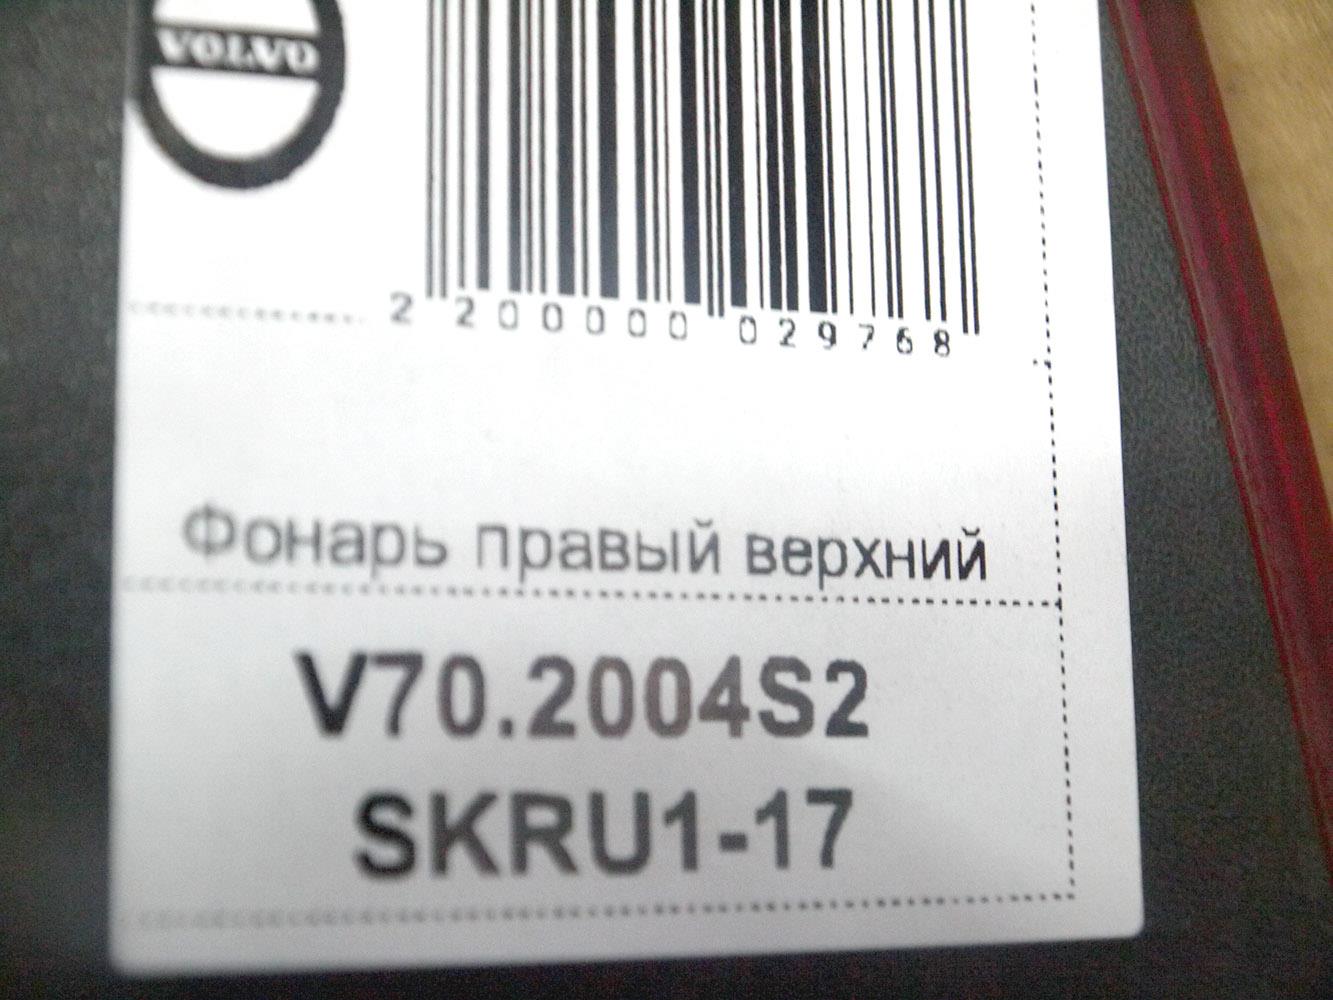 VOLVO
2 200000 029768
Фонарь правый верхний
V70.2004S2
SKRU1-17